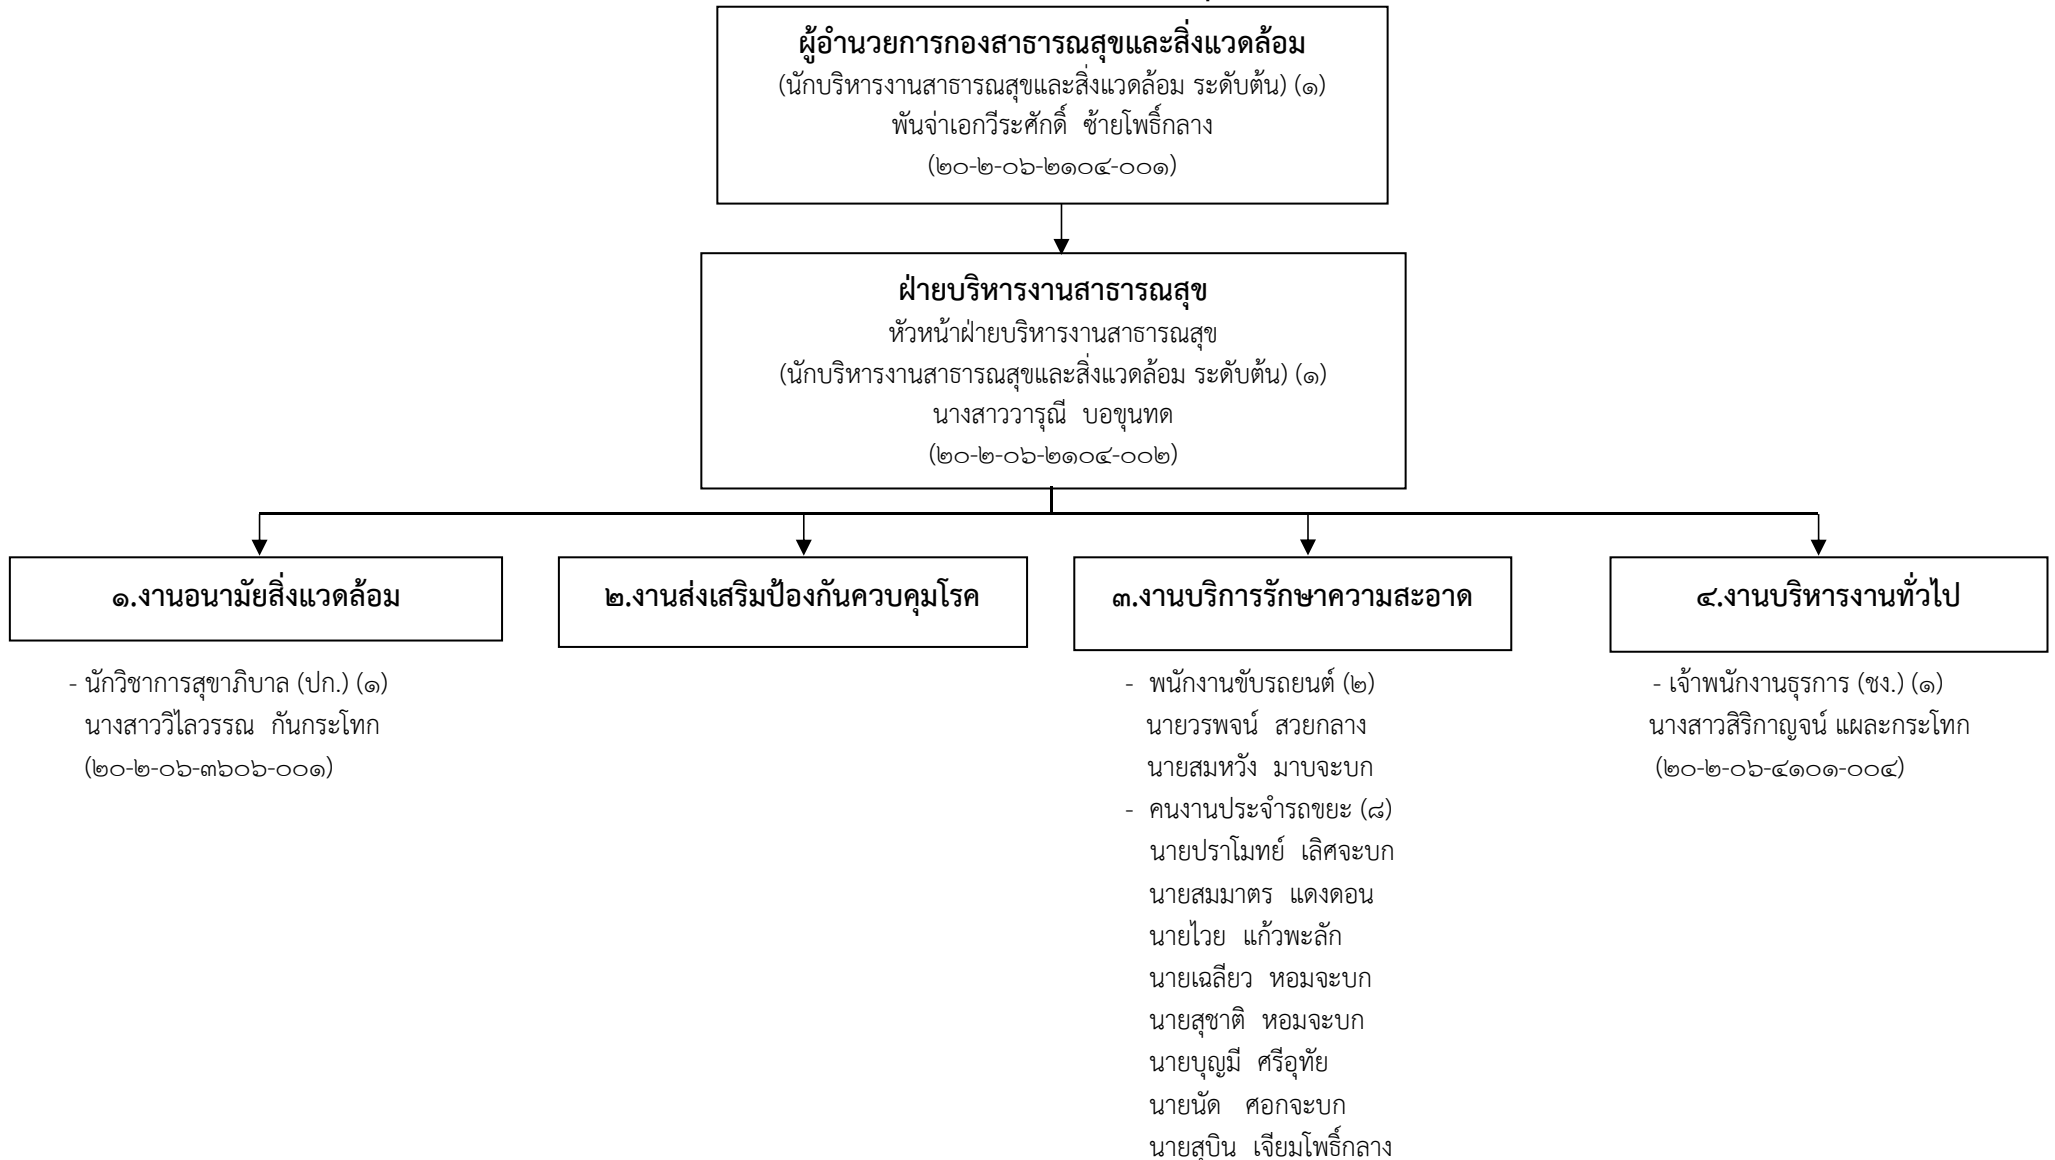 ผู้อำนวยการกองสาธารณสุขและสิ่งแวดล้อม
(นักบริหารงานสาธารณสุขและสิ่งแวดล้อม ระดับต้น) (๑)
พันจ่าเอกวีระศักดิ์ ซ้ายโพธิ์กลาง
(๒๐-๒-๐๖-๒๑๐๔-๐๐๑)
ฝ่ายบริหารงานสาธารณสุข
หัวหน้าฝ่ายบริหารงานสาธารณสุข
(นักบริหารงานสาธารณสุขและสิ่งแวดล้อม ระดับต้น) (๑)
นางสาววารุณี บอขุนทด
(๒๐-๒-๐๖-๒๑๐๔-๐๐๒)
๑.งานอนามัยสิ่งแวดล้อม
- นักวิชาการสุขาภิบาล (ปก.) (๑)
นางสาววิไลวรรณ กันกระโทก
(๒๐-๒-๐๖-๓๖๐๖-๐๐๑)
๒.งานส่งเสริมป้องกันควบคุมโรค
๓.งานบริการรักษาความสะอาด
- พนักงานขับรถยนต์ (๒)
นายวรพจน์ สวยกลาง
นายสมหวัง มาบจะบก
- คนงานประจำรถขยะ (๘)
นายปราโมทย์ เลิศจะบก
นายสมมาตร แดงดอน
นายไวย แก้วพะลัก
นายเฉลียว หอมจะบก
นายสุชาติ หอมจะบก
นายบุญมี ศรีอุทัย
นายนัด ศอกจะบก
นายสุบิน เจียมโพธิ์กลาง
๔.งานบริหารงานทั่วไป
- เจ้าพนักงานธุรการ (ชง.) (๑)
นางสาวสิริกาญจน์ แผละกระโทก
(๒๐-๒-๐๖-๔๑๐๑-๐๐๔)